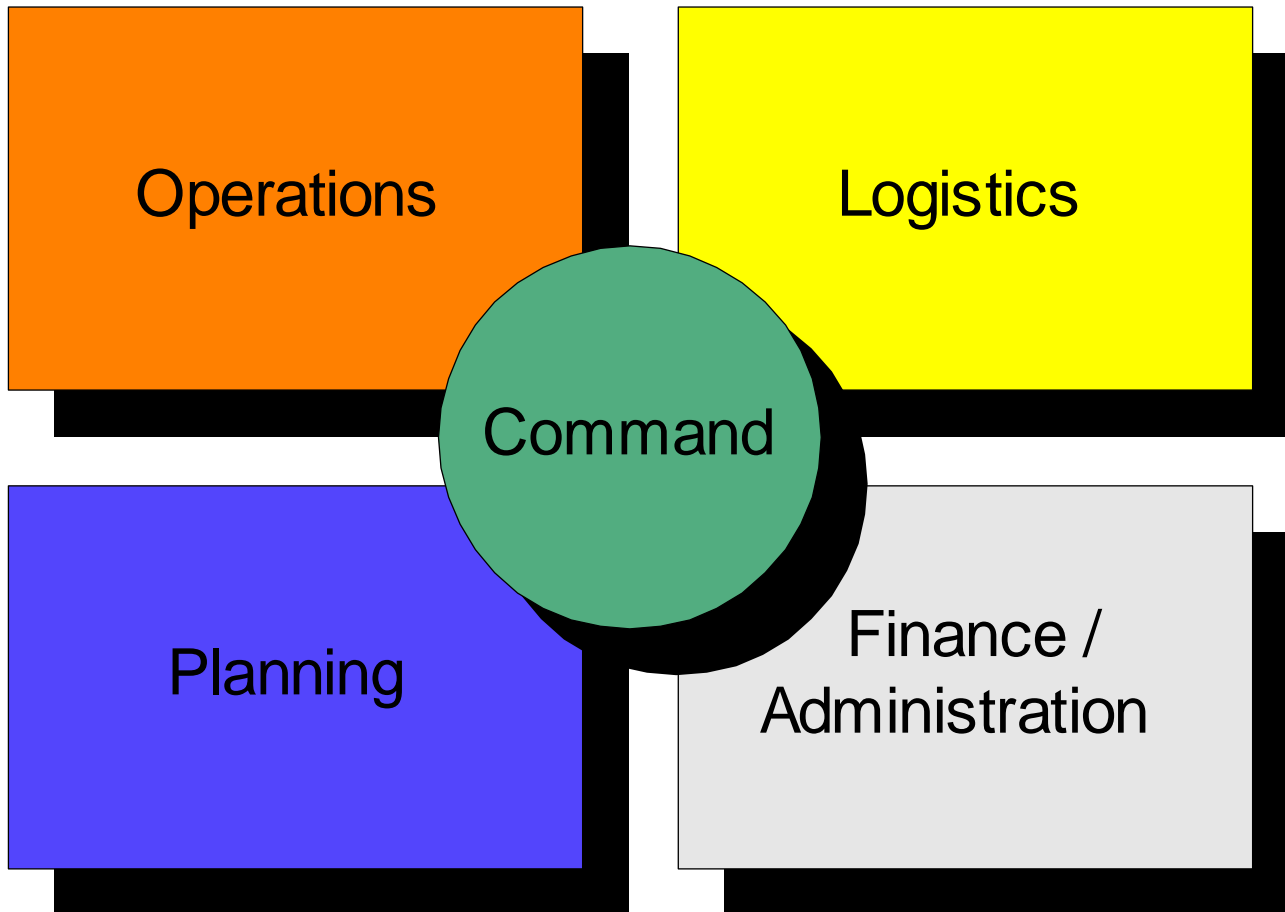 Operations
Logistics
Command
Planning
Finance /
Administration